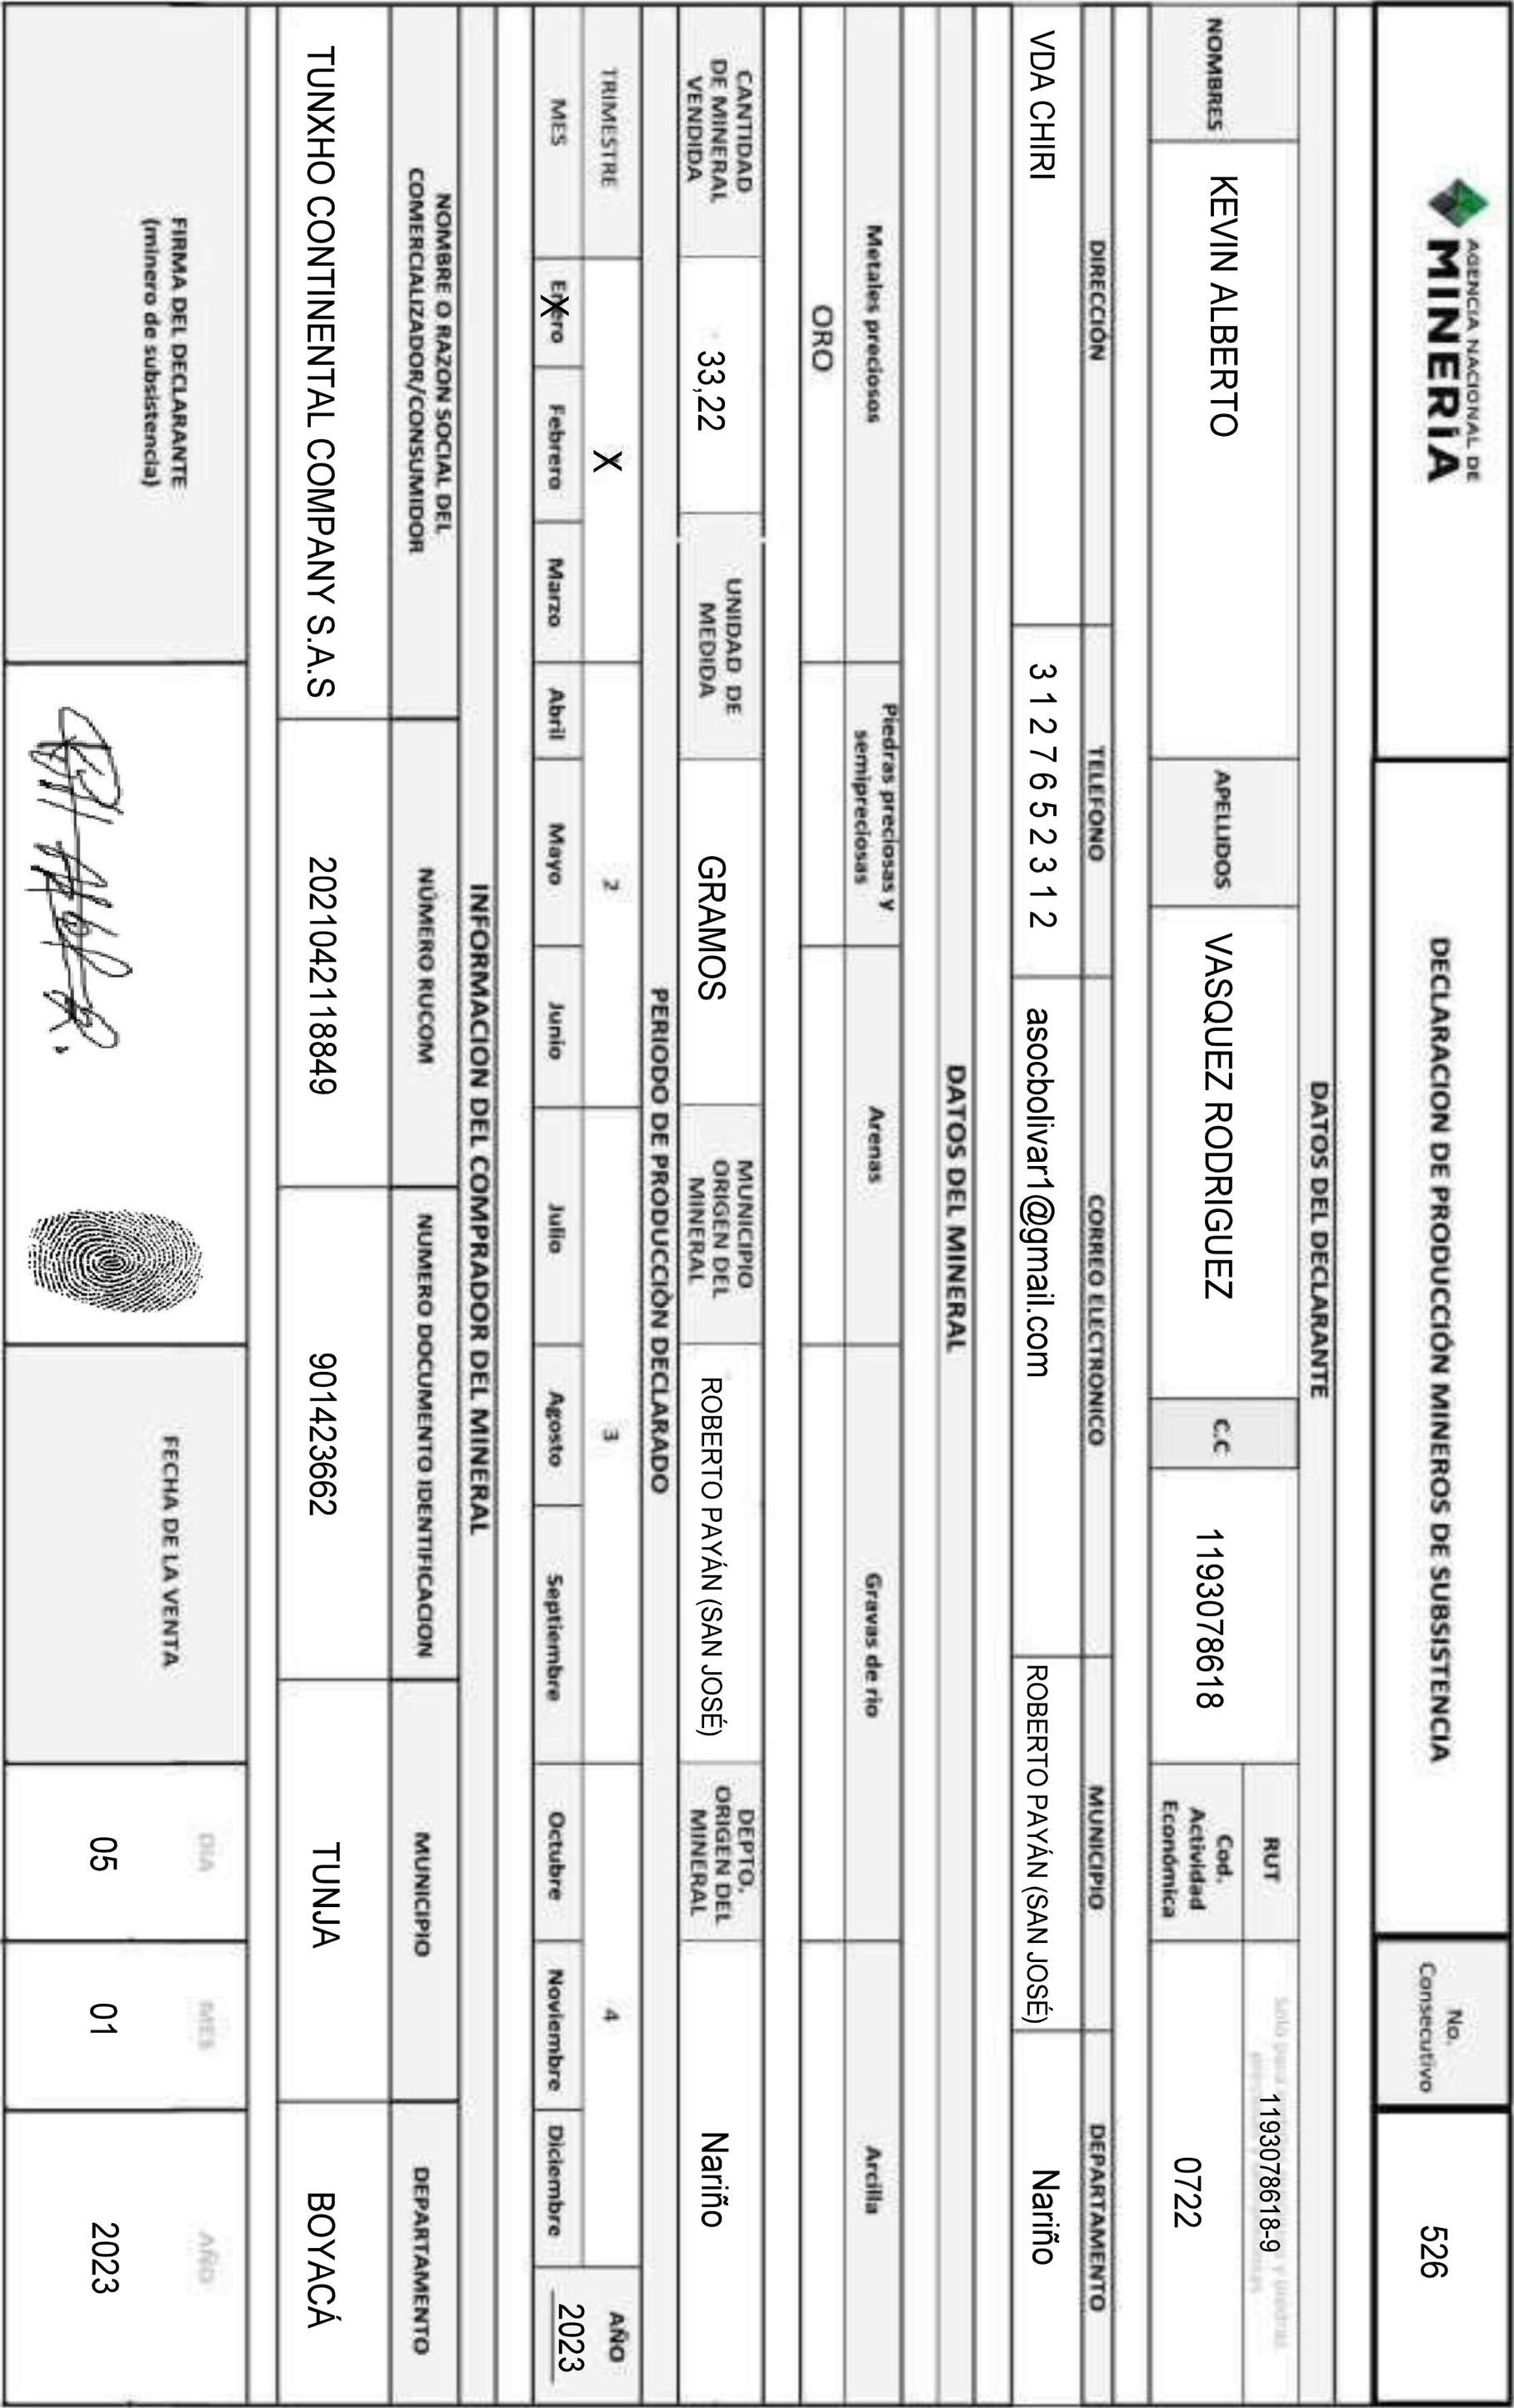 AGENCIA NACIONAL DE
MINERÍA
DECLARACION DE PRODUCCIÓN MINEROS DE SUBSISTENCIA
No.
Consecutivo
526
DATOS DEL DECLARANTE
NOMBRES
KEVIN ALBERTO
APELLIDOS
VASQUEZ RODRIGUEZ
C.C
1193078618
RUT
1193078618-9
Solo para
y piedras
Cod.
Actividad
Económica
0722
DIRECCIÓN
TELEFONO
CORREO ELECTRONICO
MUNICIPIO
DEPARTAMENTO
VDA CHIRI
3 1 2 7 6 5 2 3 1 2
asocbolivar1@gmail.com
ROBERTO PAYÁN (SAN JOSÉ)
Nariño
DATOS DEL MINERAL
Metales preciosos
Piedras preciosas y
semipreciosas
Arenas
Gravas de rio
Arcilla
ORO
CANTIDAD
DE MINERAL
VENDIDA
33,22
UNIDAD DE
MEDIDA
GRAMOS
MUNICIPIO
ORIGEN DEL
MINERAL
ROBERTO PAYÁN (SAN JOSÉ)
DEPTO.
ORIGEN DEL
MINERAL
Nariño
PERIODO DE PRODUCCIÒN DECLARADO
TRIMESTRE
X
2
3
4
AÑO
MES
Enero
X
Febrero
Marzo
Abril
Mayo
Junio
Julio
Agosto
Septiembre
Octubre
Noviembre
Diciembre
2023
INFORMACION DEL COMPRADOR DEL MINERAL
NOMBRE O RAZON SOCIAL DEL
COMERCIALIZADOR/CONSUMIDOR
NÚMERO RUCOM
NUMERO DOCUMENTO IDENTIFICACION
MUNICIPIO
DEPARTAMENTO
TUNXHO CONTINENTAL COMPANY S.A.S
2021042118849
901423662
TUNJA
BOYACÁ
FIRMA DEL DECLARANTE
(minero de subsistencia)
FECHA DE LA VENTA
DIA
MES
AÑO
05
01
2023